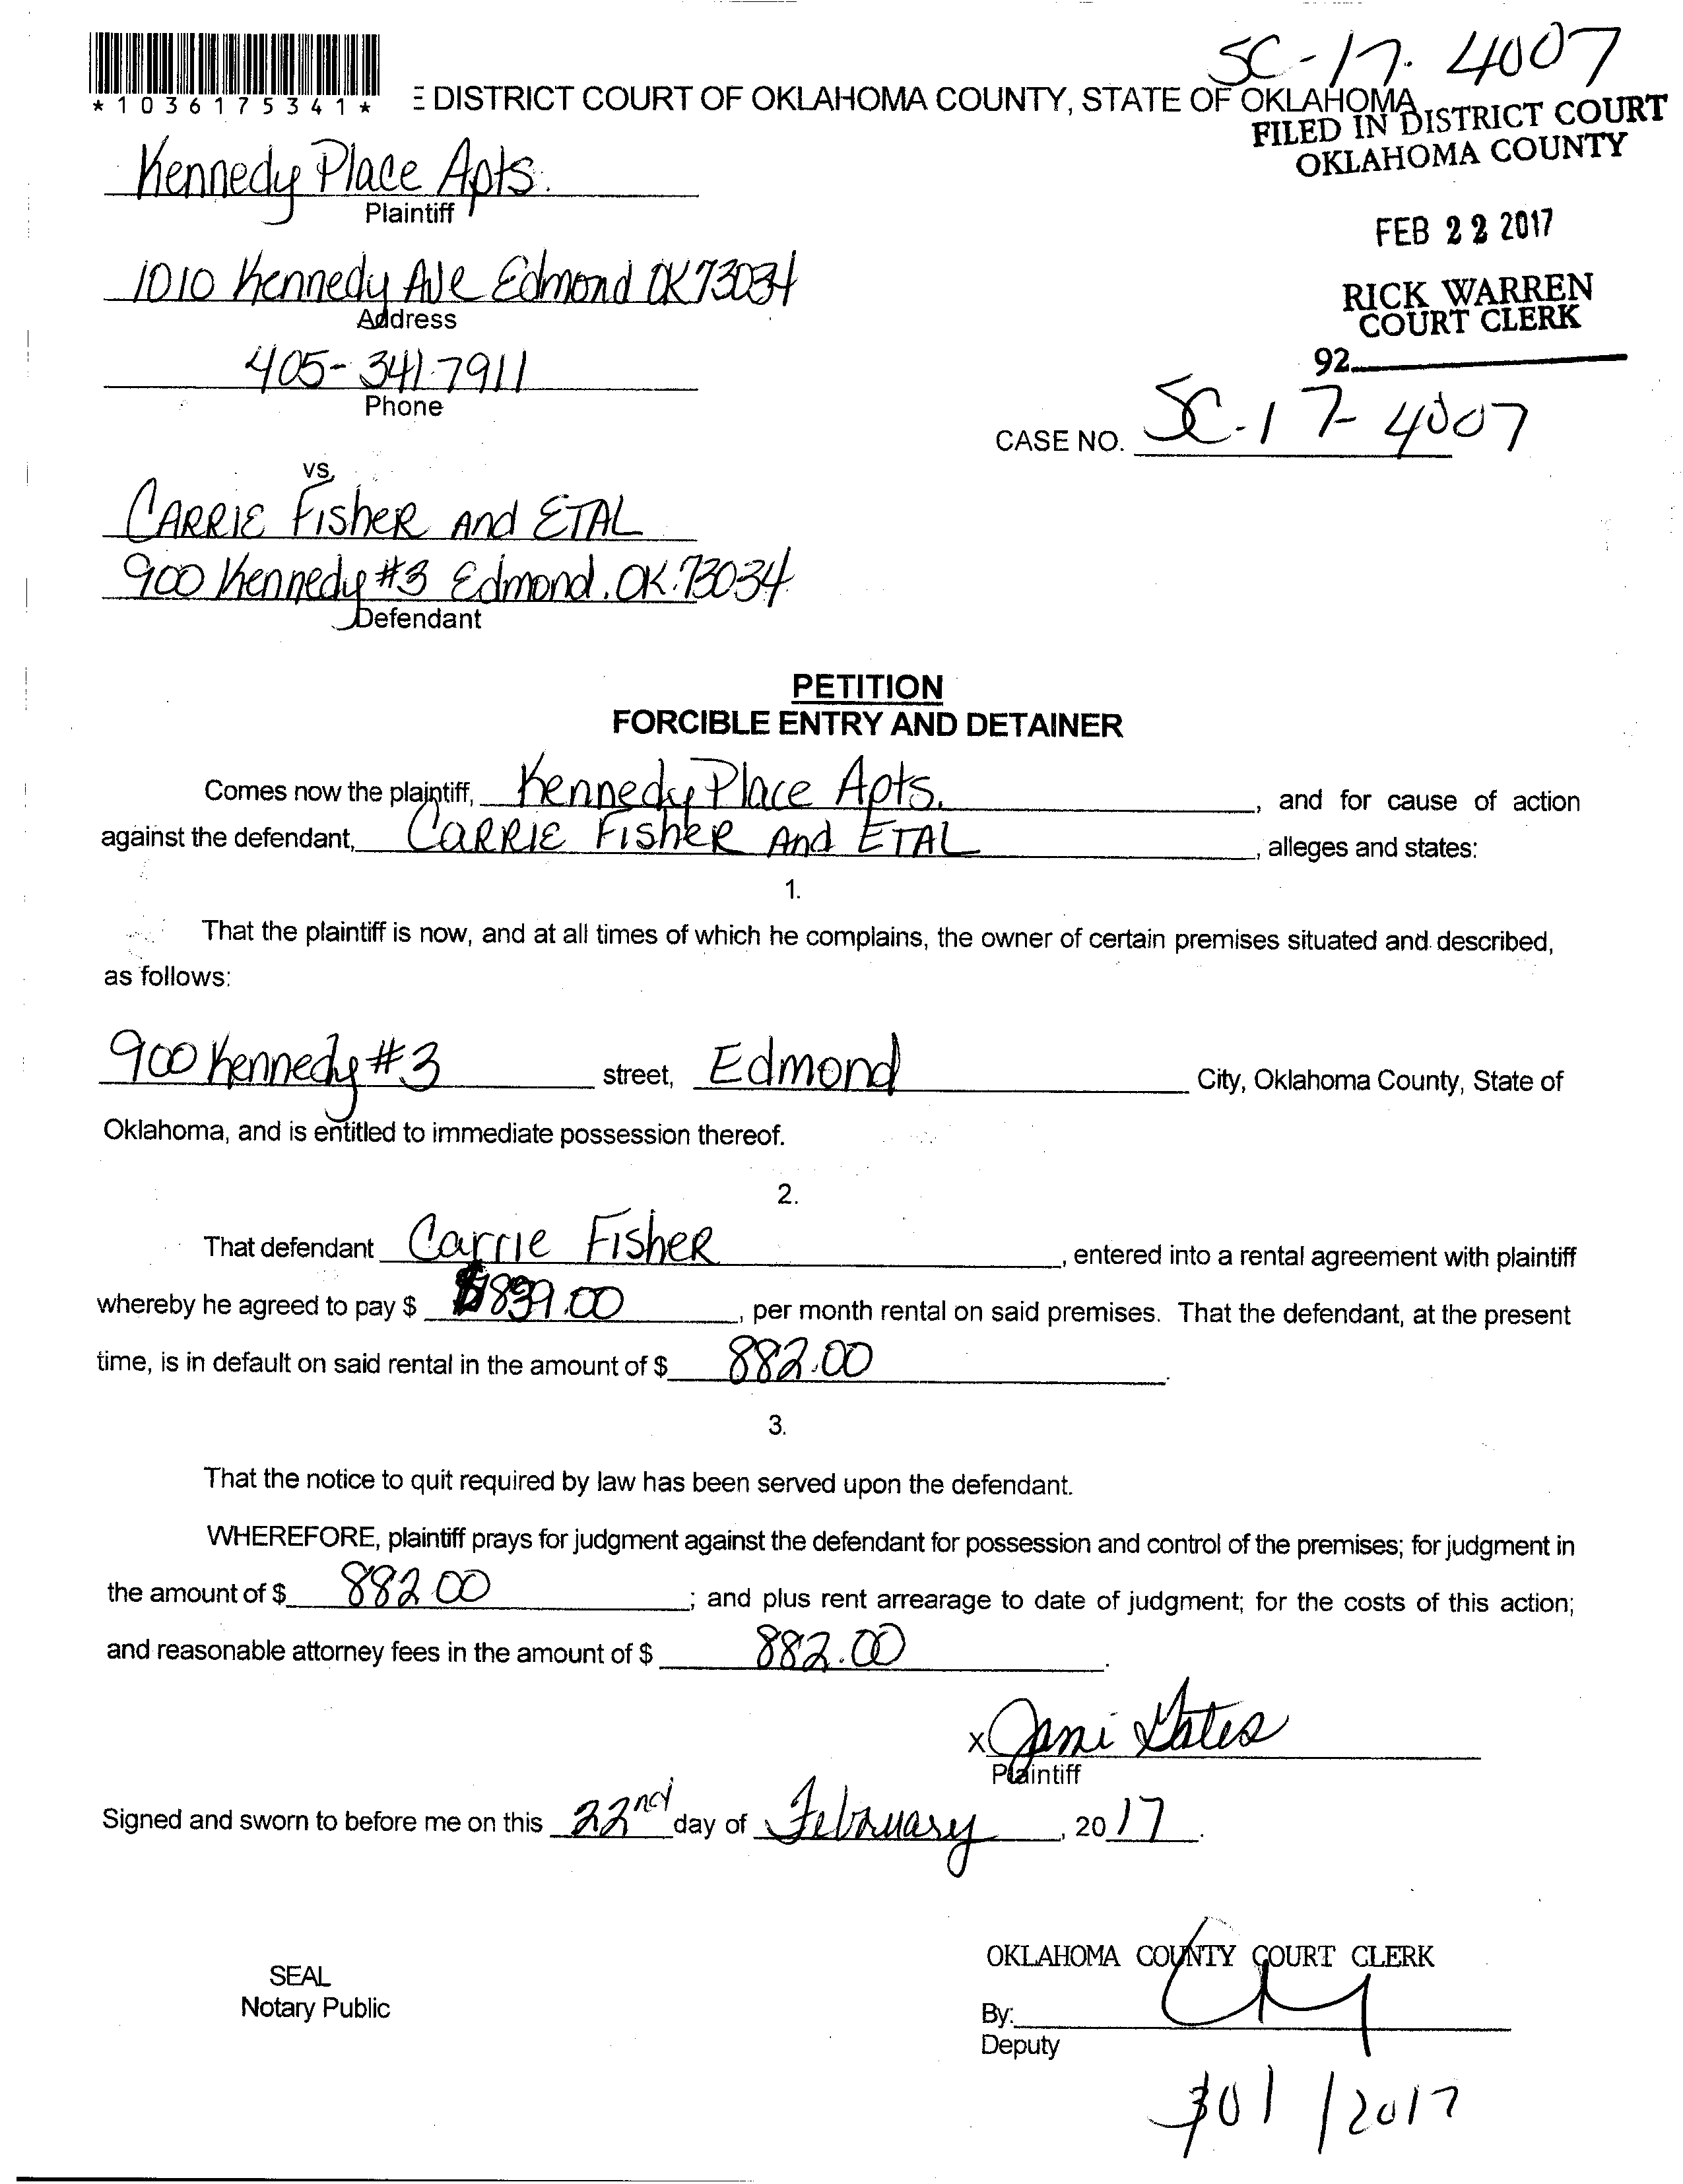 SC-17-4007
*1036175341*
E DISTRICT COURT OF OKLAHOMA COUNTY, STATE OF OKLAHOMA
FILED IN DISTRICT COURT
OKLAHOMA COUNTY
Kennedy Place Apts.
Plaintiff
FEB 22 2017
1010 Kennedy Ave Edmond OK 73034
Address
RICK WARREN
COURT CLERK
405-341-7911
Phone
92
CASE NO. SC-17-4007
vs.
CARRIE FisheR and ETAL
900 Kennedy #3 Edmond. OK. 73034
Defendant
PETITION
FORCIBLE ENTRY AND DETAINER
Comes now the plaintiff, Kennedy Place Apts., and for cause of action
against the defendant, CaRRIE FisheR And ETAL, alleges and states:
1.
That the plaintiff is now, and at all times of which he complains, the owner of certain premises situated and described,
as follows:
900 Kennedy #3 street, Edmond City, Oklahoma County, State of
Oklahoma, and is entitled to immediate possession thereof.
2.
That defendant Carrie FisheR, entered into a rental agreement with plaintiff
whereby he agreed to pay $ $839.00, per month rental on said premises. That the defendant, at the present
time, is in default on said rental in the amount of $ 882.00.
3.
That the notice to quit required by law has been served upon the defendant.
WHEREFORE, plaintiff prays for judgment against the defendant for possession and control of the premises; for judgment in
the amount of $ 882.00; and plus rent arrearage to date of judgment; for the costs of this action;
and reasonable attorney fees in the amount of $ 882.00.
x Jani Gates
Plaintiff
Signed and sworn to before me on this 22nd day of February, 2017.
OKLAHOMA COUNTY COURT CLERK
SEAL
Notary Public
By:
Deputy
301/2017